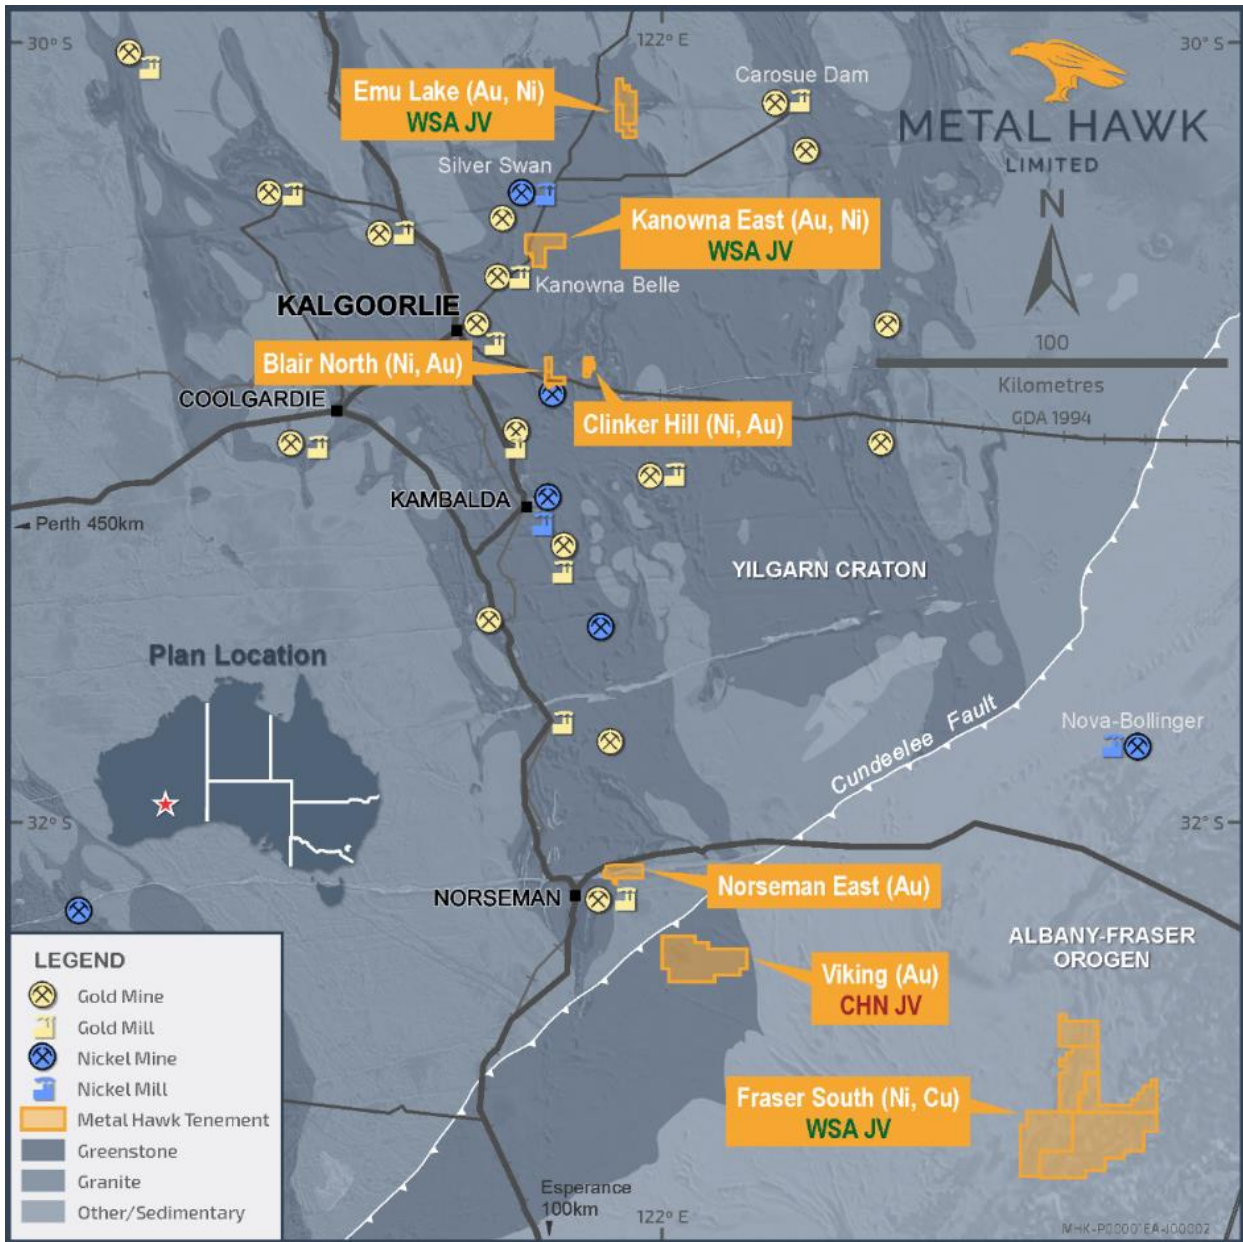 30° S
122° E
30° S
Carosue Dam
METAL HAWK
LIMITED
N
Emu Lake (Au, Ni)
WSA JV
Silver Swan
Kanowna East (Au, Ni)
WSA JV
Kanowna Belle
KALGOORLIE
Blair North (Ni, Au)
100
Kilometres
GDA 1994
COOLGARDIE
Clinker Hill (Ni, Au)
KAMBALDA
Perth 450km
YILGARN CRATON
Plan Location
Cundeelee Fault
Nova-Bollinger
32° S
32° S
NORSEMAN
Norseman East (Au)
ALBANY-FRASER
OROGEN
Viking (Au)
CHN JV
Fraser South (Ni, Cu)
WSA JV
LEGEND
Gold Mine
Gold Mill
Nickel Mine
Nickel Mill
Metal Hawk Tenement
Greenstone
Granite
Other/Sedimentary
Esperance
100km
122° E